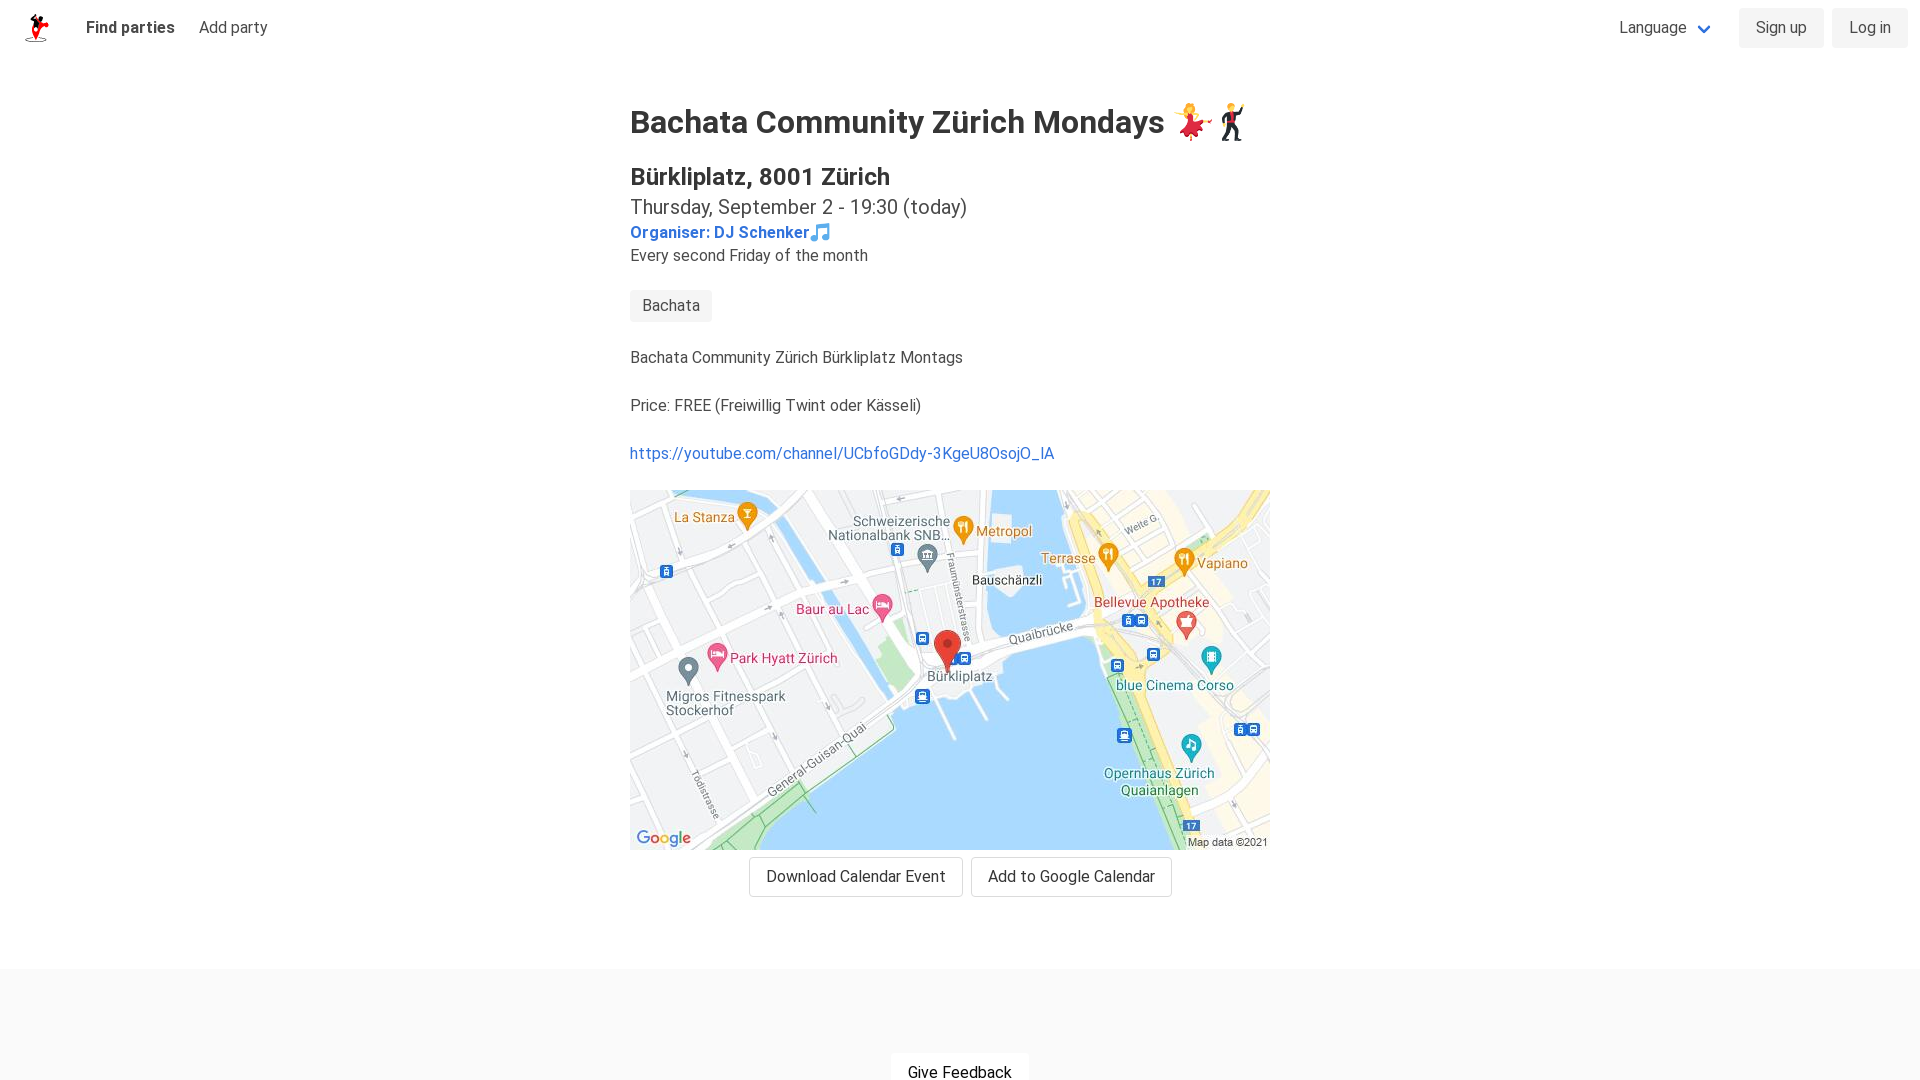 Find parties
Add party
Language
Sign up
Log in
Bachata Community Zürich Mondays 💃🕺
Bürkliplatz, 8001 Zürich
Thursday, September 2 - 19:30 (today)
Organiser: DJ Schenker🎵
Every second Friday of the month
Bachata
Bachata Community Zürich Bürkliplatz Montags
Price: FREE (Freiwillig Twint oder Kässeli)
https://youtube.com/channel/UCbfoGDdy-3KgeU8OsojO_lA
La Stanza
Schweizerische
Nationalbank SNB...
Metropol
Weite G.
Terrasse
Vapiano
17
Bauschänzli
Fraumünsterstrasse
Baur au Lac
Bellevue Apotheke
Quaibrücke
Park Hyatt Zürich
Bürkliplatz
blue Cinema Corso
Migros Fitnesspark
Stockerhof
General-Guisan-Quai
Tödistrasse
Opernhaus Zürich
Quaianlagen
17
Google
Map data ©2021
Download Calendar Event
Add to Google Calendar
Give Feedback